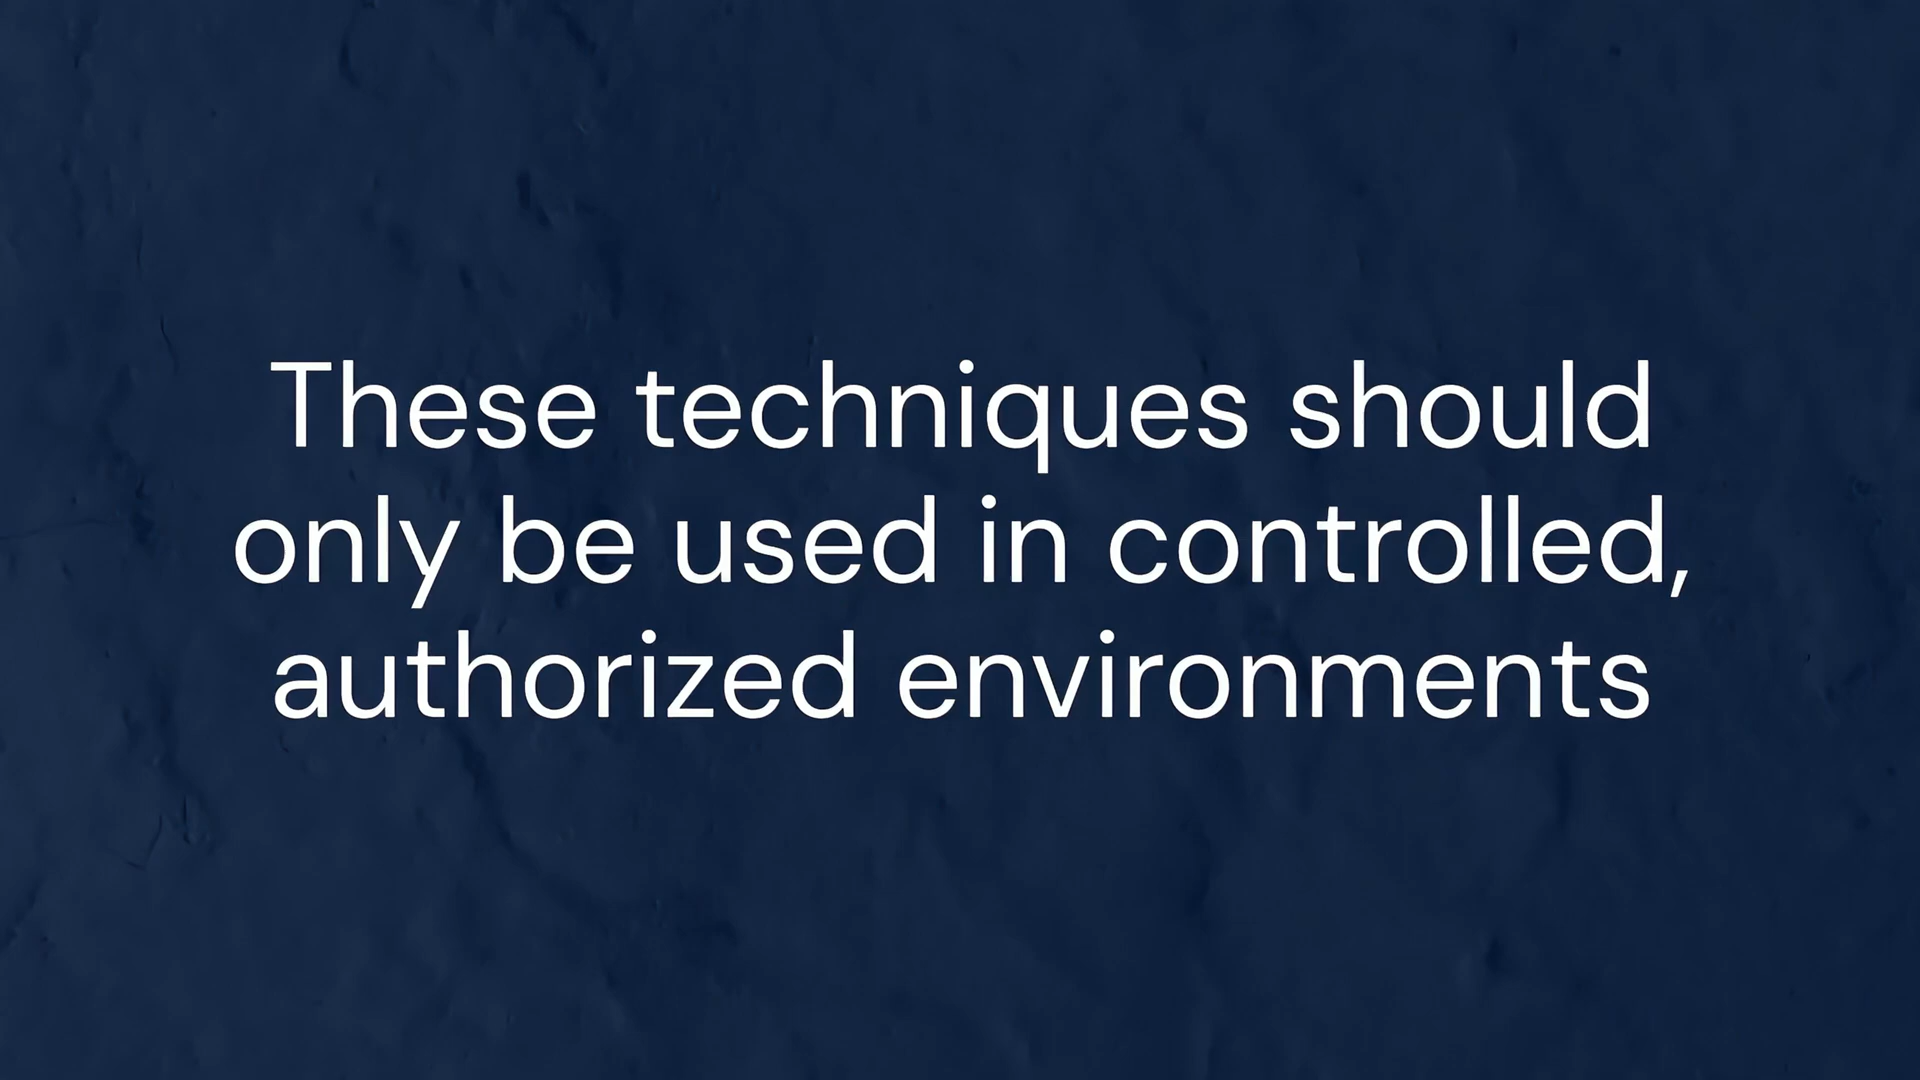 These techniques should
only be used in controlled,
authorized environments